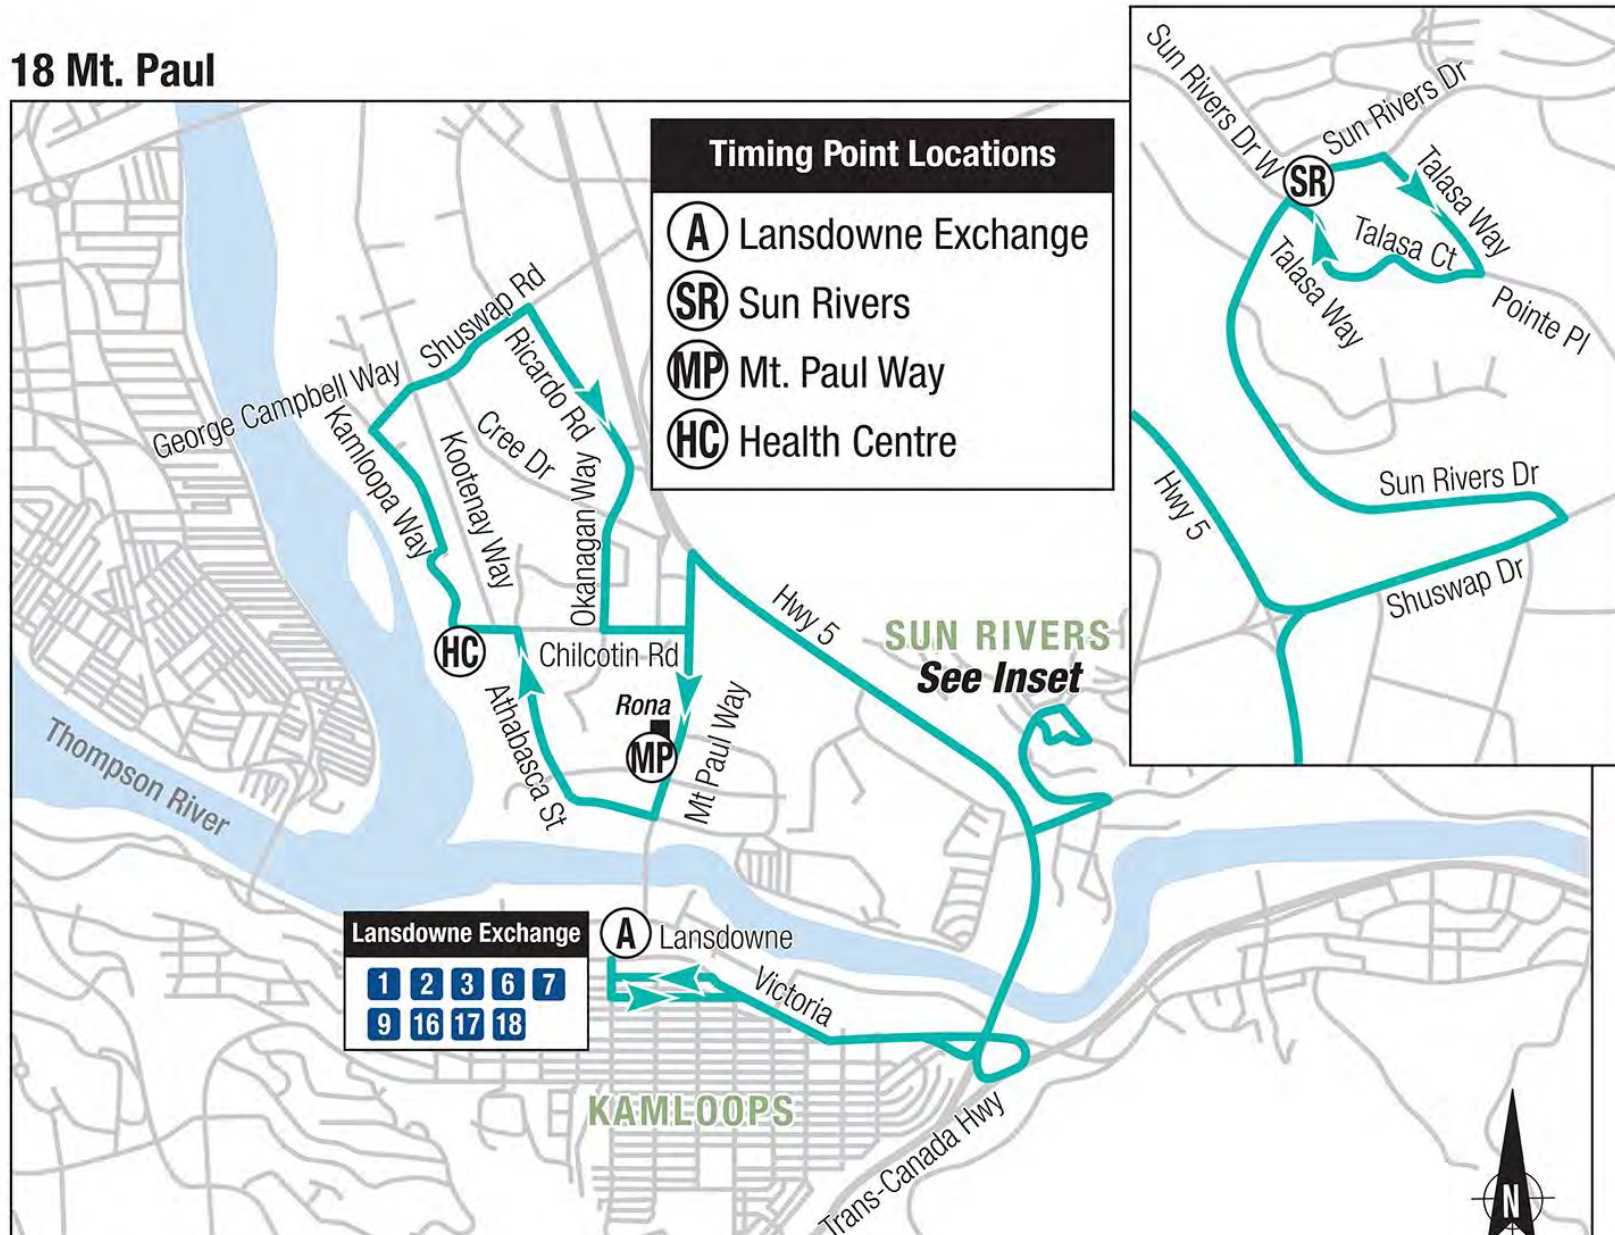 18 Mt. Paul
Timing Point Locations
A Lansdowne Exchange
SR Sun Rivers
MP Mt. Paul Way
HC Health Centre
Sun Rivers Dr W
Sun Rivers Dr
SR
Talasa Way
Talasa Ct
Talasa Way
Pointe Pl
Hwy 5
Sun Rivers Dr
Shuswap Dr
Shuswap Rd
George Campbell Way
Ricardo Rd
Kamloopa Way
Cree Dr
Kootenay Way
Okanagan Way
Hwy 5
SUN RIVERS
See Inset
HC
Chilcotin Rd
Athabasca St
Rona
MP
Mt Paul Way
Thompson River
Lansdowne Exchange
1 2 3 6 7
9 16 17 18
A Lansdowne
Victoria
KAMLOOPS
Trans-Canada Hwy
N